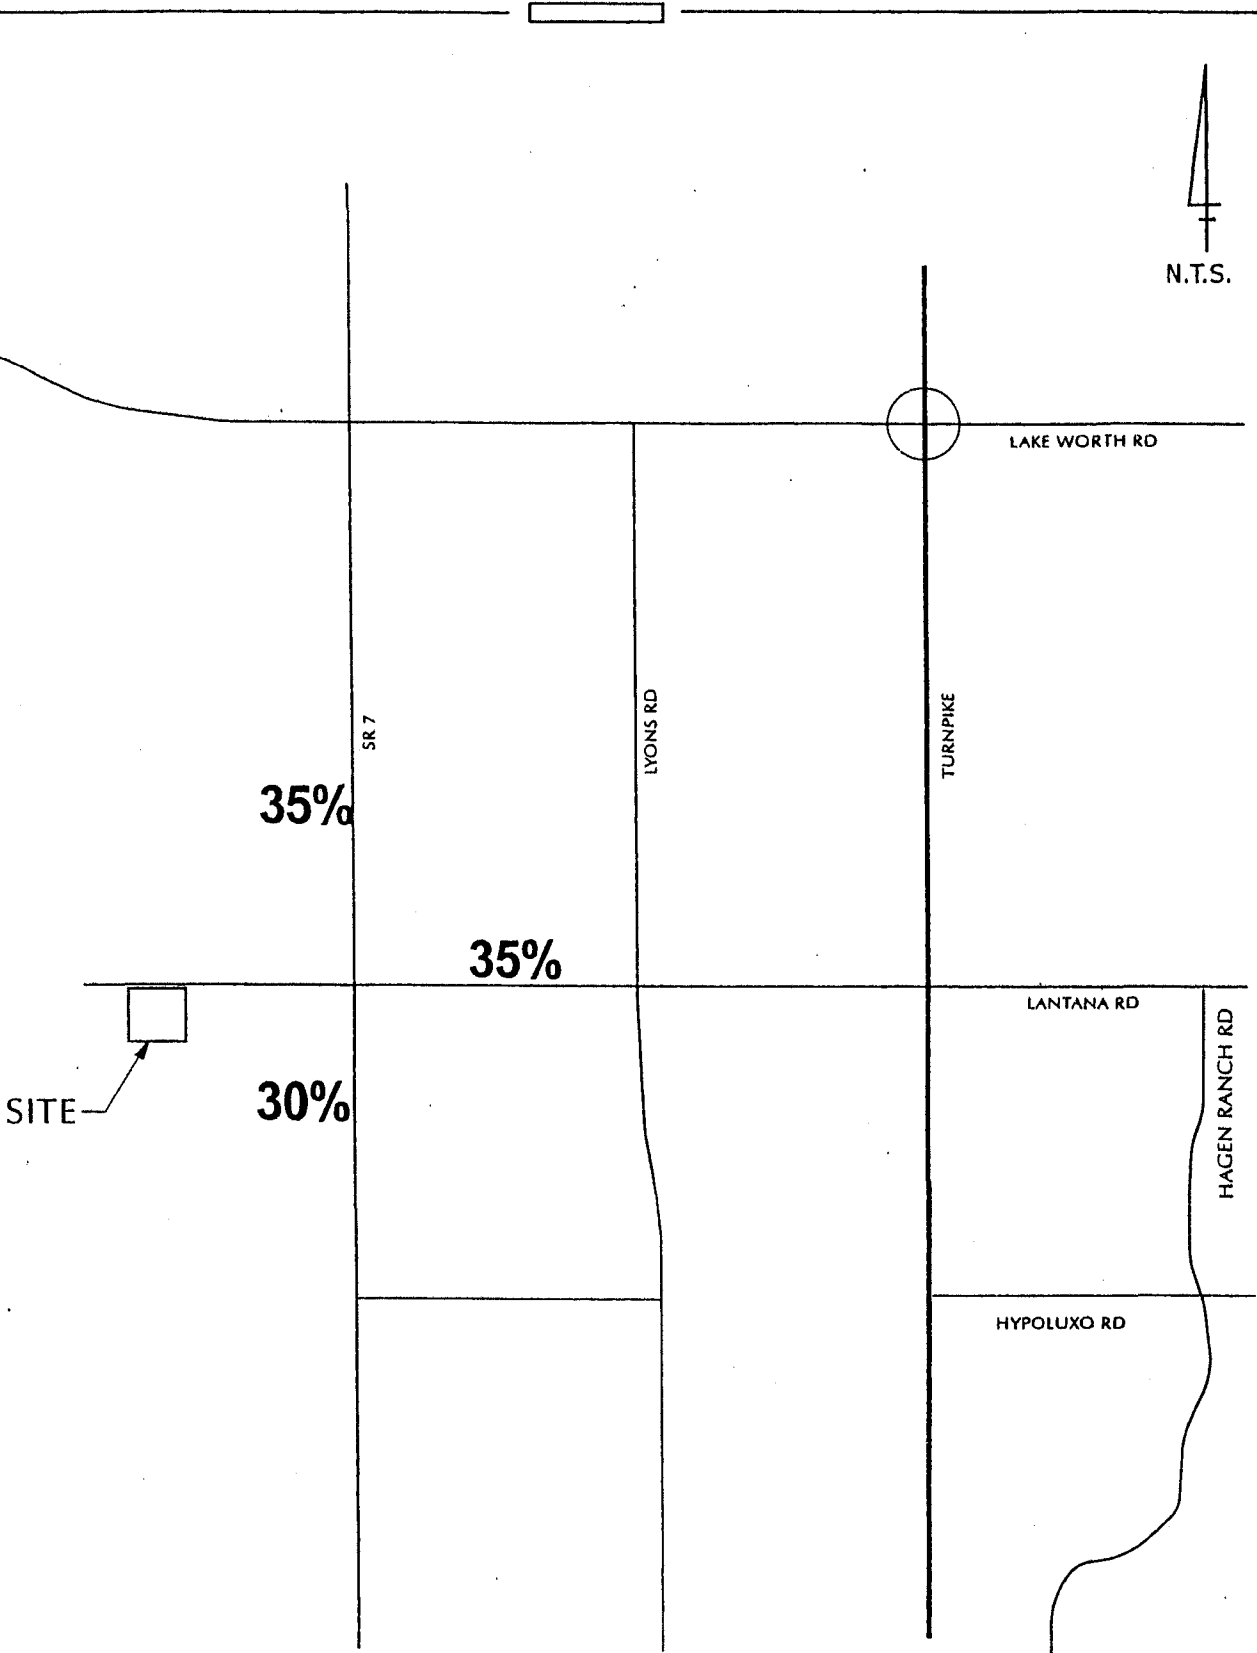 N.T.S.
LAKE WORTH RD
SR 7
LYONS RD
TURNPIKE
35%
35%
LANTANA RD
HAGEN RANCH RD
SITE
30%
HYPOLUXO RD